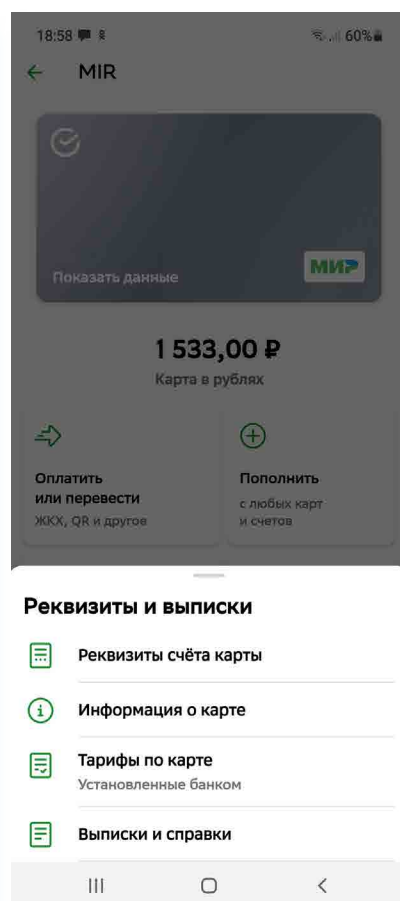 18:58 60%
MIR
Показать данные
МИР
1 533,00 ₽
Карта в рублях
Оплатить
или перевести
ЖКХ, QR и другое
Пополнить
с любых карт
и счетов
Реквизиты и выписки
Реквизиты счёта карты
Информация о карте
Тарифы по карте
Установленные банком
Выписки и справки